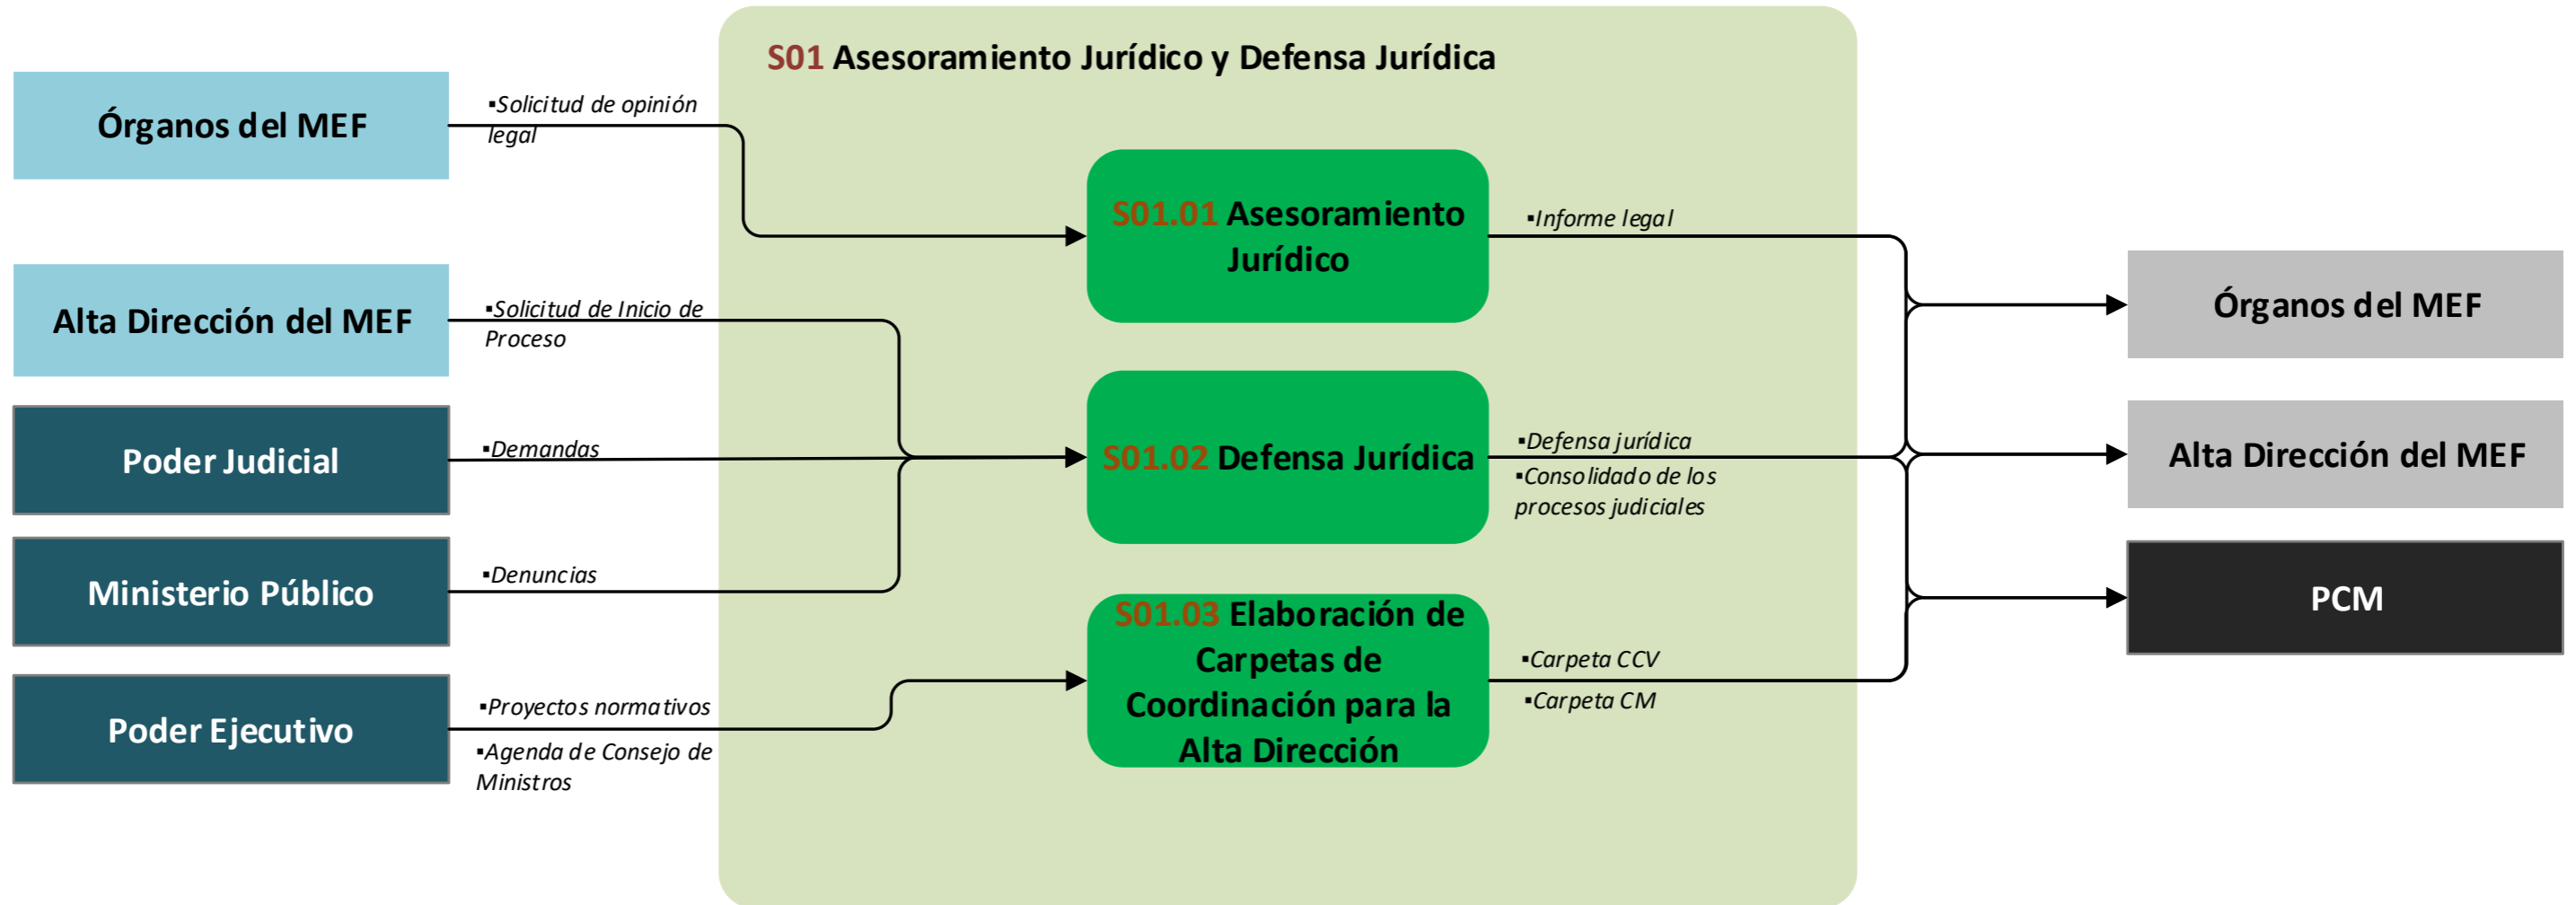 S01 Asesoramiento Jurídico y Defensa Jurídica
Órganos del MEF
▪Solicitud de opinión
legal
Alta Dirección del MEF
▪Solicitud de Inicio de
Proceso
Poder Judicial
▪Demandas
Ministerio Público
▪Denuncias
Poder Ejecutivo
▪Proyectos normativos
▪Agenda de Consejo de
Ministros
S01.01 Asesoramiento
Jurídico
▪Informe legal
S01.02 Defensa Jurídica
▪Defensa jurídica
▪Consolidado de los
procesos judiciales
S01.03 Elaboración de
Carpetas de
Coordinación para la
Alta Dirección
▪Carpeta CCV
▪Carpeta CM
Órganos del MEF
Alta Dirección del MEF
PCM